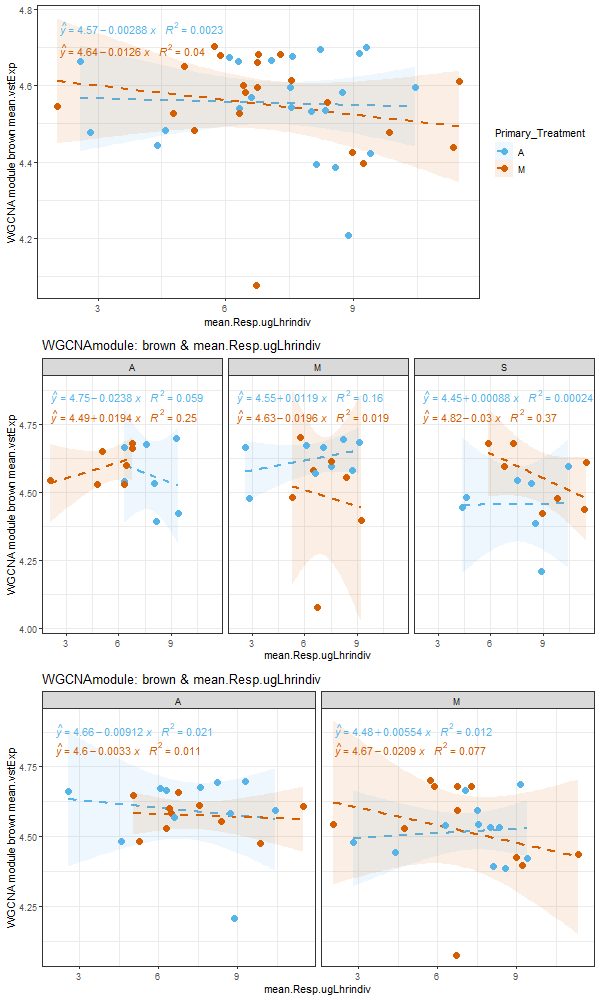 4.8
4.6
4.4
4.2
WGCNA module brown mean.vstExp
ŷ = 4.57 − 0.00288 x   R² = 0.0023
ŷ = 4.64 − 0.0126 x   R² = 0.04
3 6 9
mean.Resp.ugLhrindiv
Primary_Treatment
A
M
WGCNAmodule: brown & mean.Resp.ugLhrindiv
A M S
ŷ = 4.75 − 0.0238 x   R² = 0.059
ŷ = 4.49 + 0.0194 x   R² = 0.25
ŷ = 4.55 + 0.0119 x   R² = 0.16
ŷ = 4.63 − 0.0196 x   R² = 0.019
ŷ = 4.45 + 0.00088 x   R² = 0.00024
ŷ = 4.82 − 0.03 x   R² = 0.37
4.75
4.50
4.25
4.00
WGCNA module brown mean.vstExp
3 6 9 3 6 9 3 6 9
mean.Resp.ugLhrindiv
WGCNAmodule: brown & mean.Resp.ugLhrindiv
A M
ŷ = 4.66 − 0.00912 x   R² = 0.021
ŷ = 4.6 − 0.0033 x   R² = 0.011
ŷ = 4.48 + 0.00554 x   R² = 0.012
ŷ = 4.67 − 0.0209 x   R² = 0.077
4.75
4.50
4.25
WGCNA module brown mean.vstExp
3 6 9 3 6 9
mean.Resp.ugLhrindiv